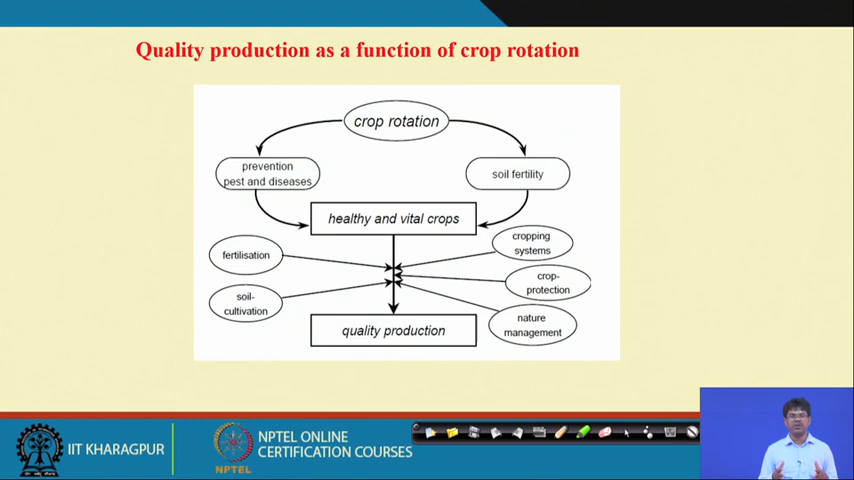 Quality production as a function of crop rotation
crop rotation
prevention
pest and diseases
soil fertility
healthy and vital crops
fertilisation
cropping
systems
crop-
protection
soil-
cultivation
nature
management
quality production
IIT KHARAGPUR
NPTEL
NPTEL ONLINE
CERTIFICATION COURSES